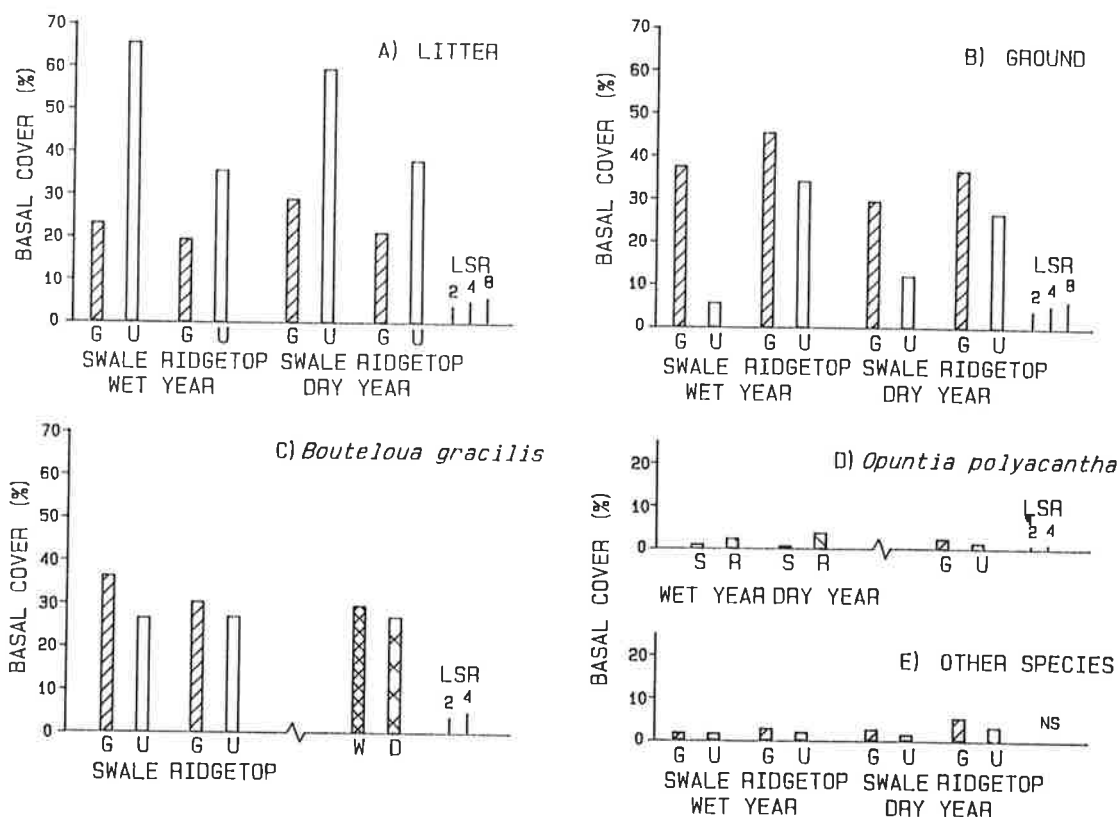 A) LITTER
BASAL COVER (%)
70
60
50
40
30
20
10
0
LSR
2 4 8
G U G U G U G U
SWALE RIDGETOP SWALE RIDGETOP
WET YEAR DRY YEAR
B) GROUND
BASAL COVER (%)
70
60
50
40
30
20
10
0
LSR
2 4 8
G U G U G U G U
SWALE RIDGETOP SWALE RIDGETOP
WET YEAR DRY YEAR
C) Bouteloua gracilis
BASAL COVER (%)
70
60
50
40
30
20
10
0
LSR
2 4
G U G U W D
SWALE RIDGETOP
D) Opuntia polyacantha
BASAL COVER (%)
20
10
0
LSR
2 4
S R S R G U
WET YEAR DRY YEAR
E) OTHER SPECIES
20
10
0
NS
G U G U G U G U
SWALE RIDGETOP SWALE RIDGETOP
WET YEAR DRY YEAR